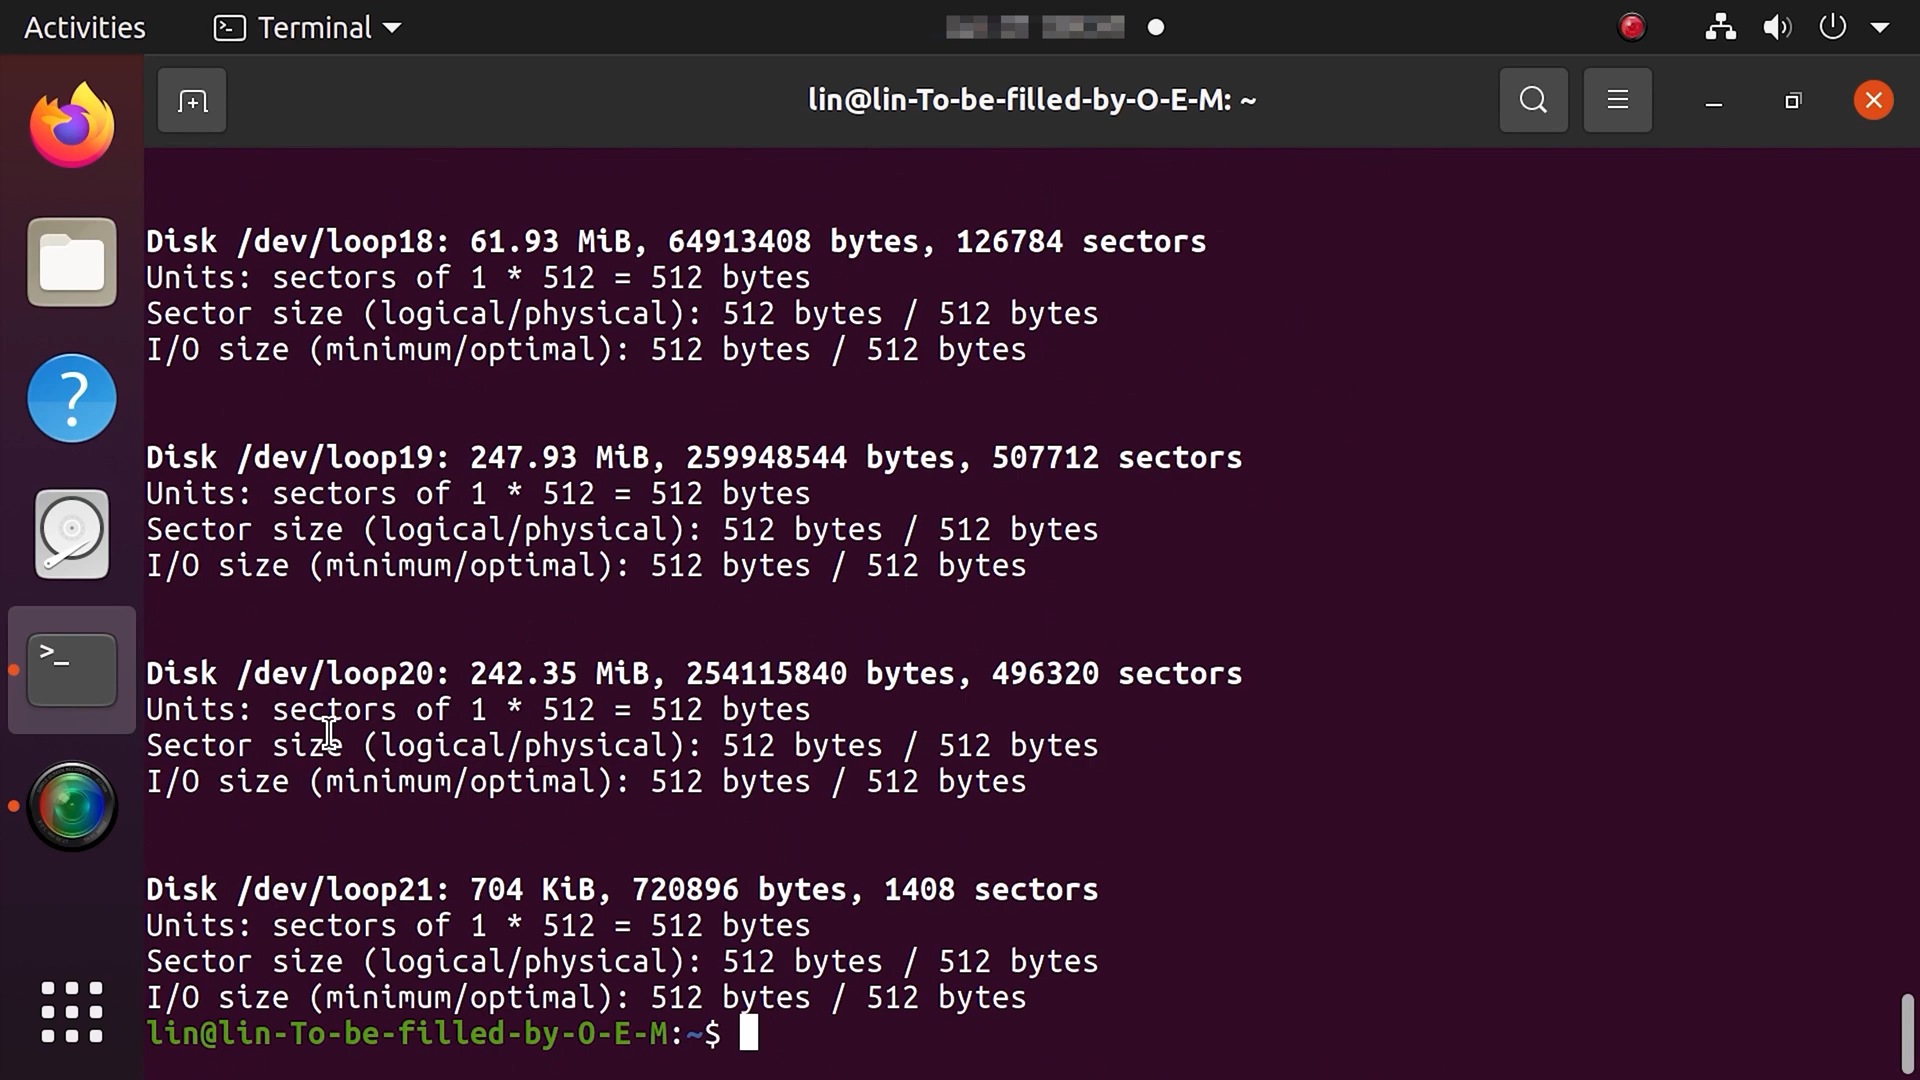 Activities
Terminal
lin@lin-To-be-filled-by-O-E-M: ~
Disk /dev/loop18: 61.93 MiB, 64913408 bytes, 126784 sectors
Units: sectors of 1 * 512 = 512 bytes
Sector size (logical/physical): 512 bytes / 512 bytes
I/O size (minimum/optimal): 512 bytes / 512 bytes
Disk /dev/loop19: 247.93 MiB, 259948544 bytes, 507712 sectors
Units: sectors of 1 * 512 = 512 bytes
Sector size (logical/physical): 512 bytes / 512 bytes
I/O size (minimum/optimal): 512 bytes / 512 bytes
Disk /dev/loop20: 242.35 MiB, 254115840 bytes, 496320 sectors
Units: sectors of 1 * 512 = 512 bytes
Sector size (logical/physical): 512 bytes / 512 bytes
I/O size (minimum/optimal): 512 bytes / 512 bytes
Disk /dev/loop21: 704 KiB, 720896 bytes, 1408 sectors
Units: sectors of 1 * 512 = 512 bytes
Sector size (logical/physical): 512 bytes / 512 bytes
I/O size (minimum/optimal): 512 bytes / 512 bytes
lin@lin-To-be-filled-by-O-E-M:~$